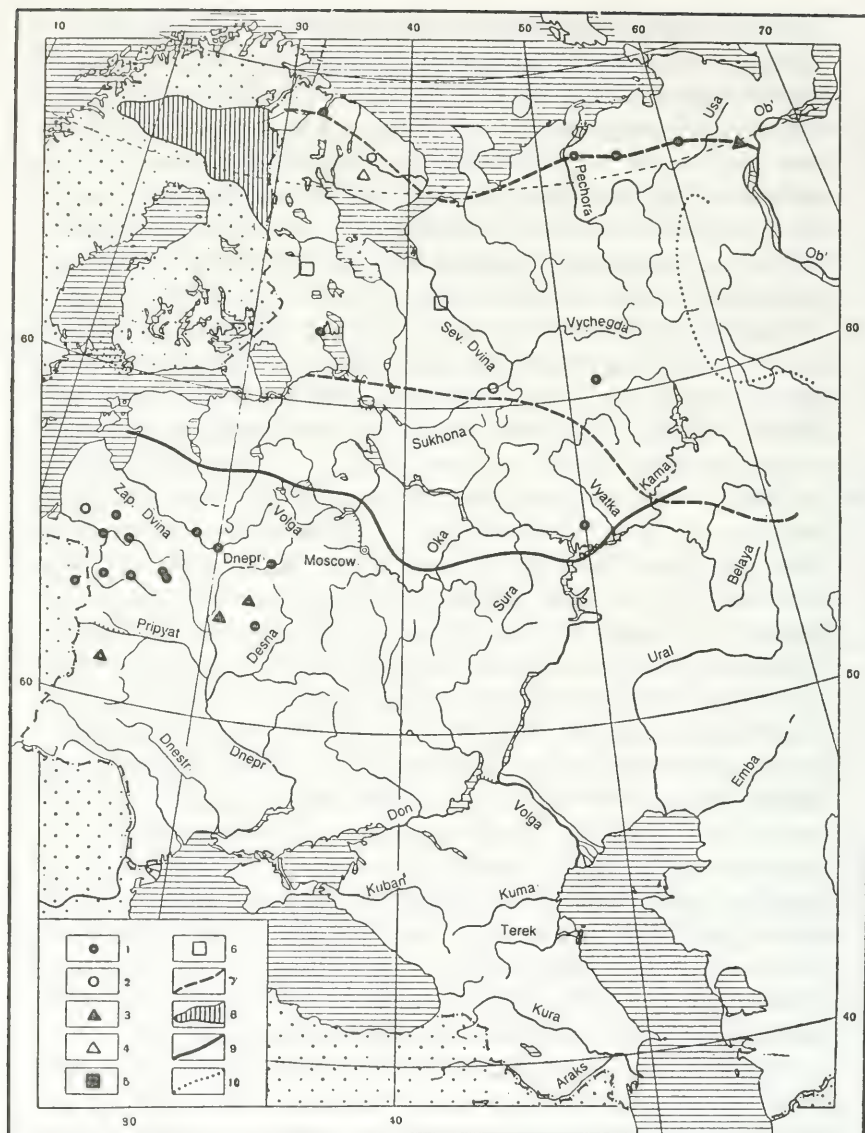 10 30 40 50 60 70
Usa
Ob'
Pechora
Ob'
60
60
Vychegda
Sev. Dvina
Sukhona
Kama
Vyatka
Zap. Dvina
Volga
Oka
Dnepr
Moscow
Belaya
Sura
Desna
Pripyat
Ural
60
50
Dnestr
Dnepr
Emba
Don
Volga
Kuban'
Kuma
Terek
Kura
40
Araks
1 6
2 7
3 8
4 9
5 10
30 40